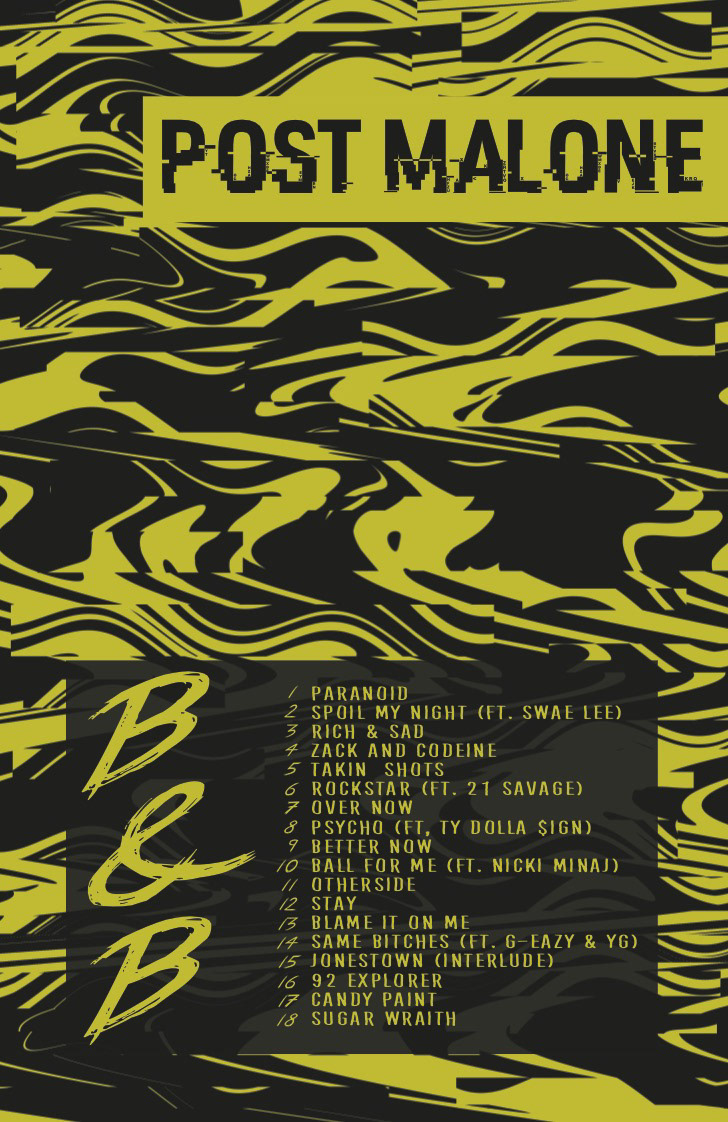 POST MALONE
B
&
B
1 PARANOID
2 SPOIL MY NIGHT (FT. SWAE LEE)
3 RICH & SAD
4 ZACK AND CODEINE
5 TAKIN SHOTS
6 ROCKSTAR (FT. 21 SAVAGE)
7 OVER NOW
8 PSYCHO (FT, TY DOLLA $IGN)
9 BETTER NOW
10 BALL FOR ME (FT. NICKI MINAJ)
11 OTHERSIDE
12 STAY
13 BLAME IT ON ME
14 SAME BITCHES (FT. G-EAZY & YG)
15 JONESTOWN (INTERLUDE)
16 92 EXPLORER
17 CANDY PAINT
18 SUGAR WRAITH